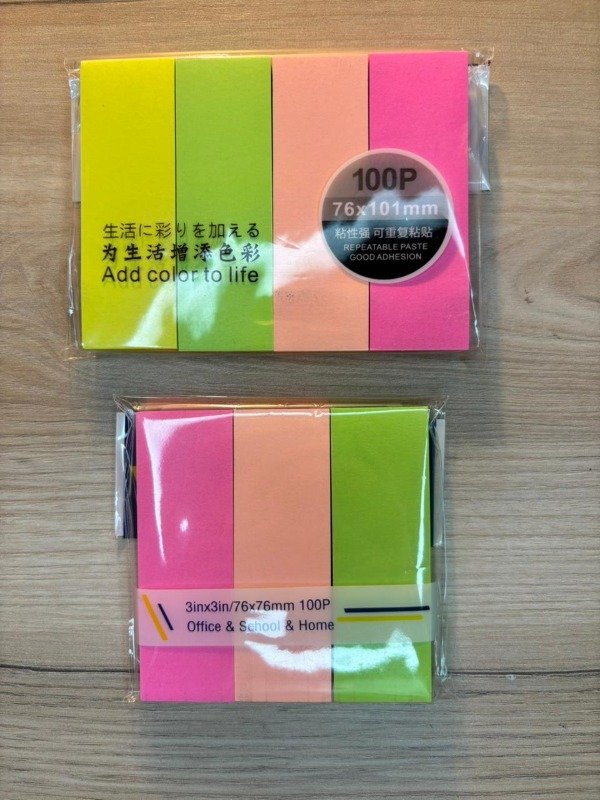 生活に彩りを加える
为生活增添色彩
Add color to life
100P
76x101mm
粘性强 可重复粘贴
REPEATABLE PASTE
GOOD ADHESION
3inx3in/76x76mm 100P
Office & School & Home